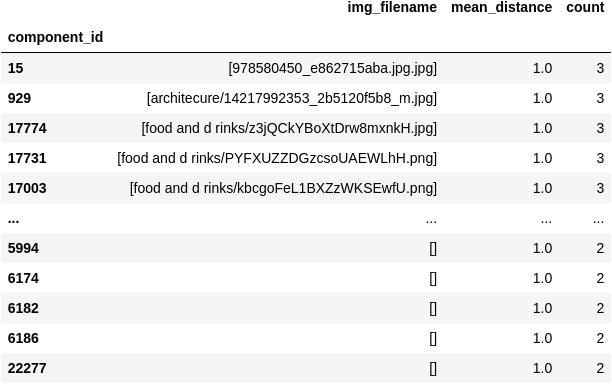 img_filename mean_distance count
component_id
15 [978580450_e862715aba.jpg.jpg] 1.0 3
929 [architecure/14217992353_2b5120f5b8_m.jpg] 1.0 3
17774 [food and d rinks/z3jQCkYBoXtDrw8mxnkH.jpg] 1.0 3
17731 [food and d rinks/PYFXUZZDGzcsoUAEWLhH.png] 1.0 3
17003 [food and d rinks/kbcgoFeL1BXZzWKSEwfU.png] 1.0 3
... ... ... ...
5994 [] 1.0 2
6174 [] 1.0 2
6182 [] 1.0 2
6186 [] 1.0 2
22277 [] 1.0 2